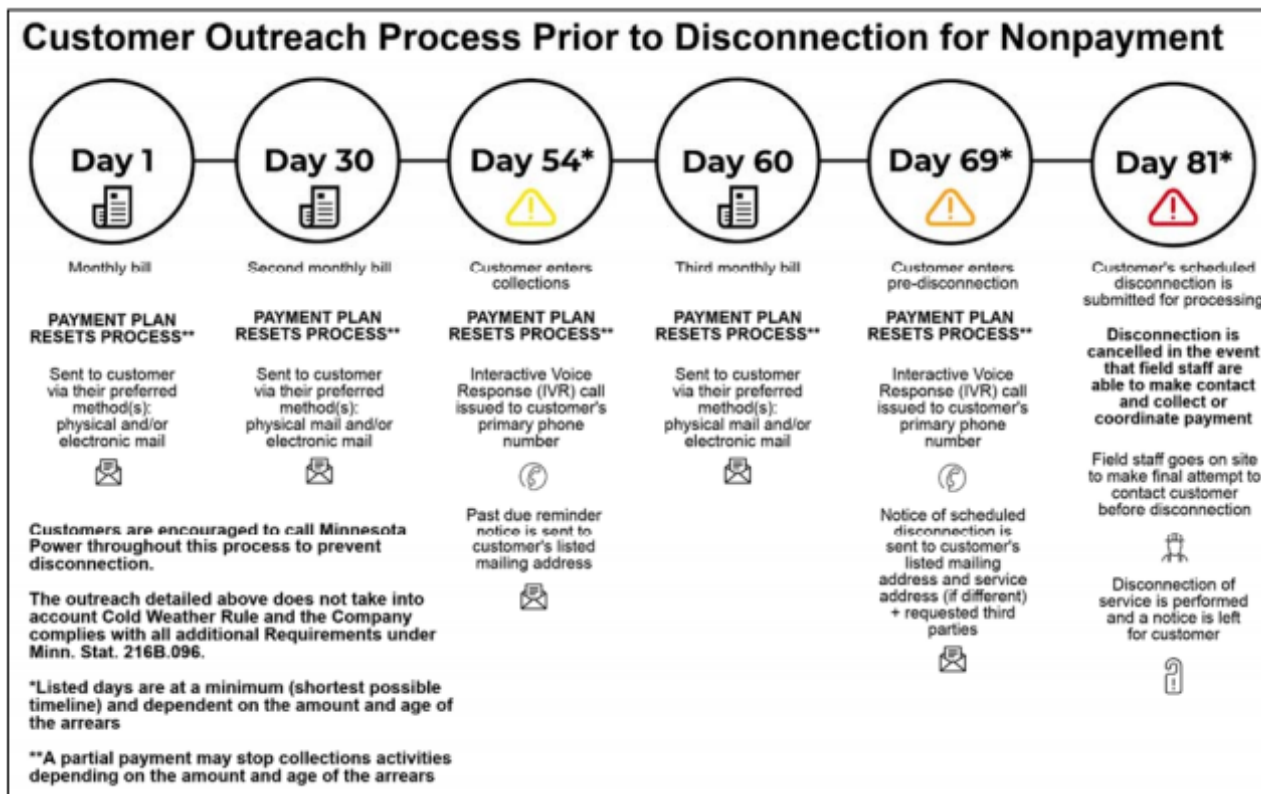 Customer Outreach Process Prior to Disconnection for Nonpayment
Day 1
Monthly bill
PAYMENT PLAN
RESETS PROCESS**
Sent to customer
via their preferred
method(s):
physical and/or
electronic mail
Day 30
Second monthly bill
PAYMENT PLAN
RESETS PROCESS**
Sent to customer
via their preferred
method(s):
physical mail and/or
electronic mail
Day 54*
Customer enters
collections
PAYMENT PLAN
RESETS PROCESS**
Interactive Voice
Response (IVR) call
issued to customer's
primary phone
number
Past due reminder
notice is sent to
customer's listed
mailing address
Day 60
Third monthly bill
PAYMENT PLAN
RESETS PROCESS**
Sent to customer
via their preferred
method(s):
physical mail and/or
electronic mail
Day 69*
Customer enters
pre-disconnection
PAYMENT PLAN
RESETS PROCESS**
Interactive Voice
Response (IVR) call
issued to customer's
primary phone
number
Notice of scheduled
disconnection is
sent to customer's
listed mailing
address and service
address (if different)
+ requested third
parties
Day 81*
Customer's scheduled
disconnection is
submitted for processing
Disconnection is
cancelled in the event
that field staff are
able to make contact
and collect or
coordinate payment
Field staff goes on site
to make final attempt to
contact customer
before disconnection
Disconnection of
service is performed
and a notice is left
for customer
Customers are encouraged to call Minnesota
Power throughout this process to prevent
disconnection.
The outreach detailed above does not take into
account Cold Weather Rule and the Company
complies with all additional Requirements under
Minn. Stat. 216B.096.
*Listed days are at a minimum (shortest possible
timeline) and dependent on the amount and age of
the arrears
**A partial payment may stop collections activities
depending on the amount and age of the arrears